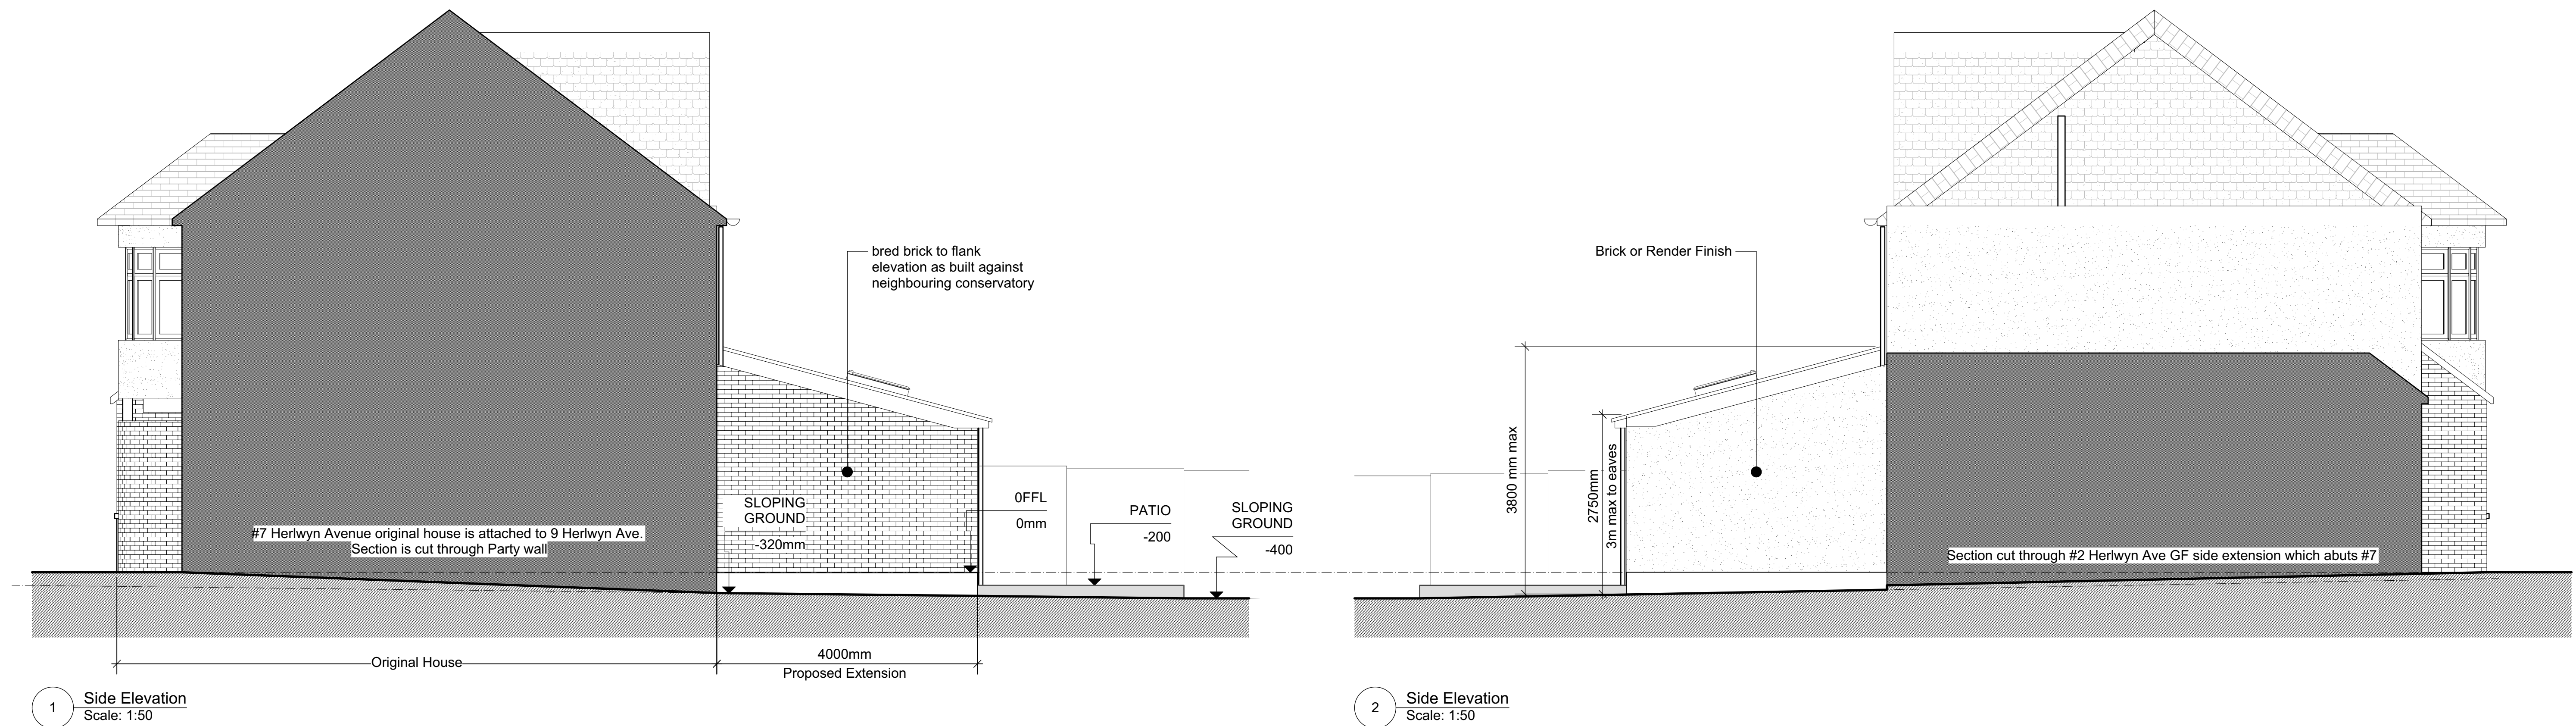 bred brick to flank
elevation as built against
neighbouring conservatory
SLOPING
GROUND
-320mm
0FFL
0mm
PATIO
-200
SLOPING
GROUND
-400
#7 Herlwyn Avenue original house is attached to 9 Herlwyn Ave.
Section is cut through Party wall
Original House
4000mm
Proposed Extension
1
Side Elevation
Scale: 1:50
Brick or Render Finish
3800 mm max
2750mm
3m max to eaves
Section cut through #2 Herlwyn Ave GF side extension which abuts #7
2
Side Elevation
Scale: 1:50